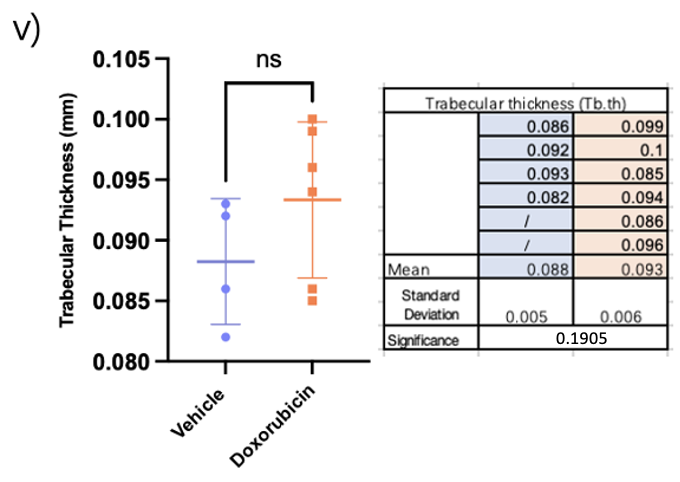 v)
ns
0.105
0.100
0.095
0.090
0.085
0.080
Trabecular Thickness (mm)
Vehicle
Doxorubicin
Trabecular thickness (Tb.th)
0.086 0.099
0.092 0.1
0.093 0.085
0.082 0.094
/ 0.086
/ 0.096
Mean 0.088 0.093
Standard
Deviation 0.005 0.006
Significance 0.1905